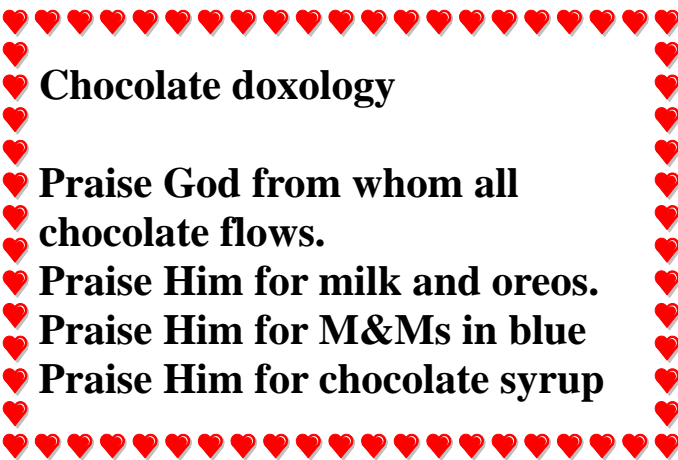 Chocolate doxology
Praise God from whom all
chocolate flows.
Praise Him for milk and oreos.
Praise Him for M&Ms in blue
Praise Him for chocolate syrup